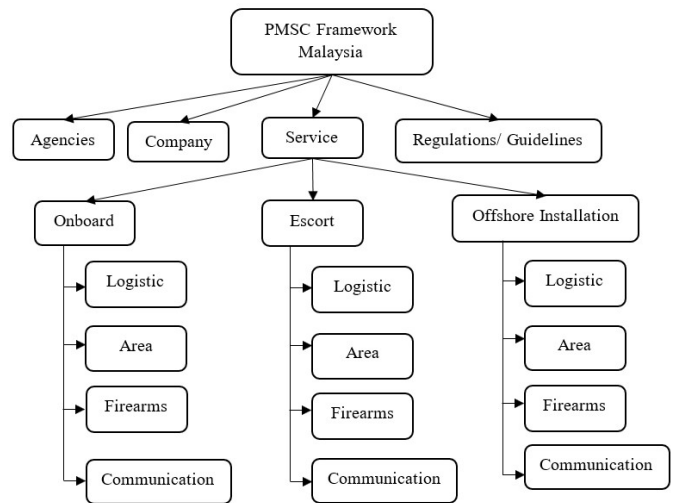 PMSC Framework
Malaysia
Agencies
Company
Service
Regulations/ Guidelines
Onboard
Escort
Offshore Installation
Logistic
Area
Firearms
Communication
Logistic
Area
Firearms
Communication
Logistic
Area
Firearms
Communication